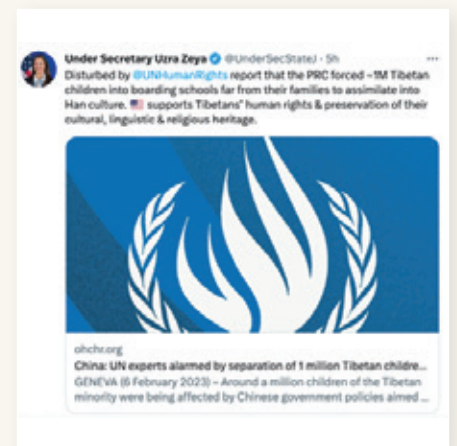 Under Secretary Uzra Zeya @UnderSecStateJ · 5h
Disturbed by @UNHumanRights report that the PRC forced ~1M Tibetan
children into boarding schools far from their families to assimilate into
Han culture. 🇺🇸 supports Tibetans' human rights & preservation of their
cultural, linguistic & religious heritage.
ohchr.org
China: UN experts alarmed by separation of 1 million Tibetan childre...
GENEVA (6 February 2023) – Around a million children of the Tibetan
minority were being affected by Chinese government policies aimed ...